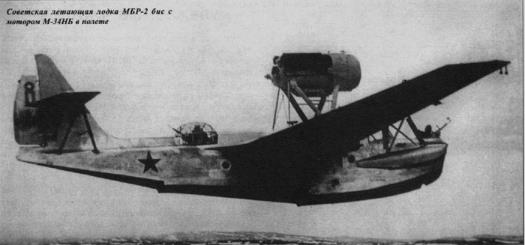 Советская летающая лодка МБР-2 бис с
мотором М-34НБ в полете